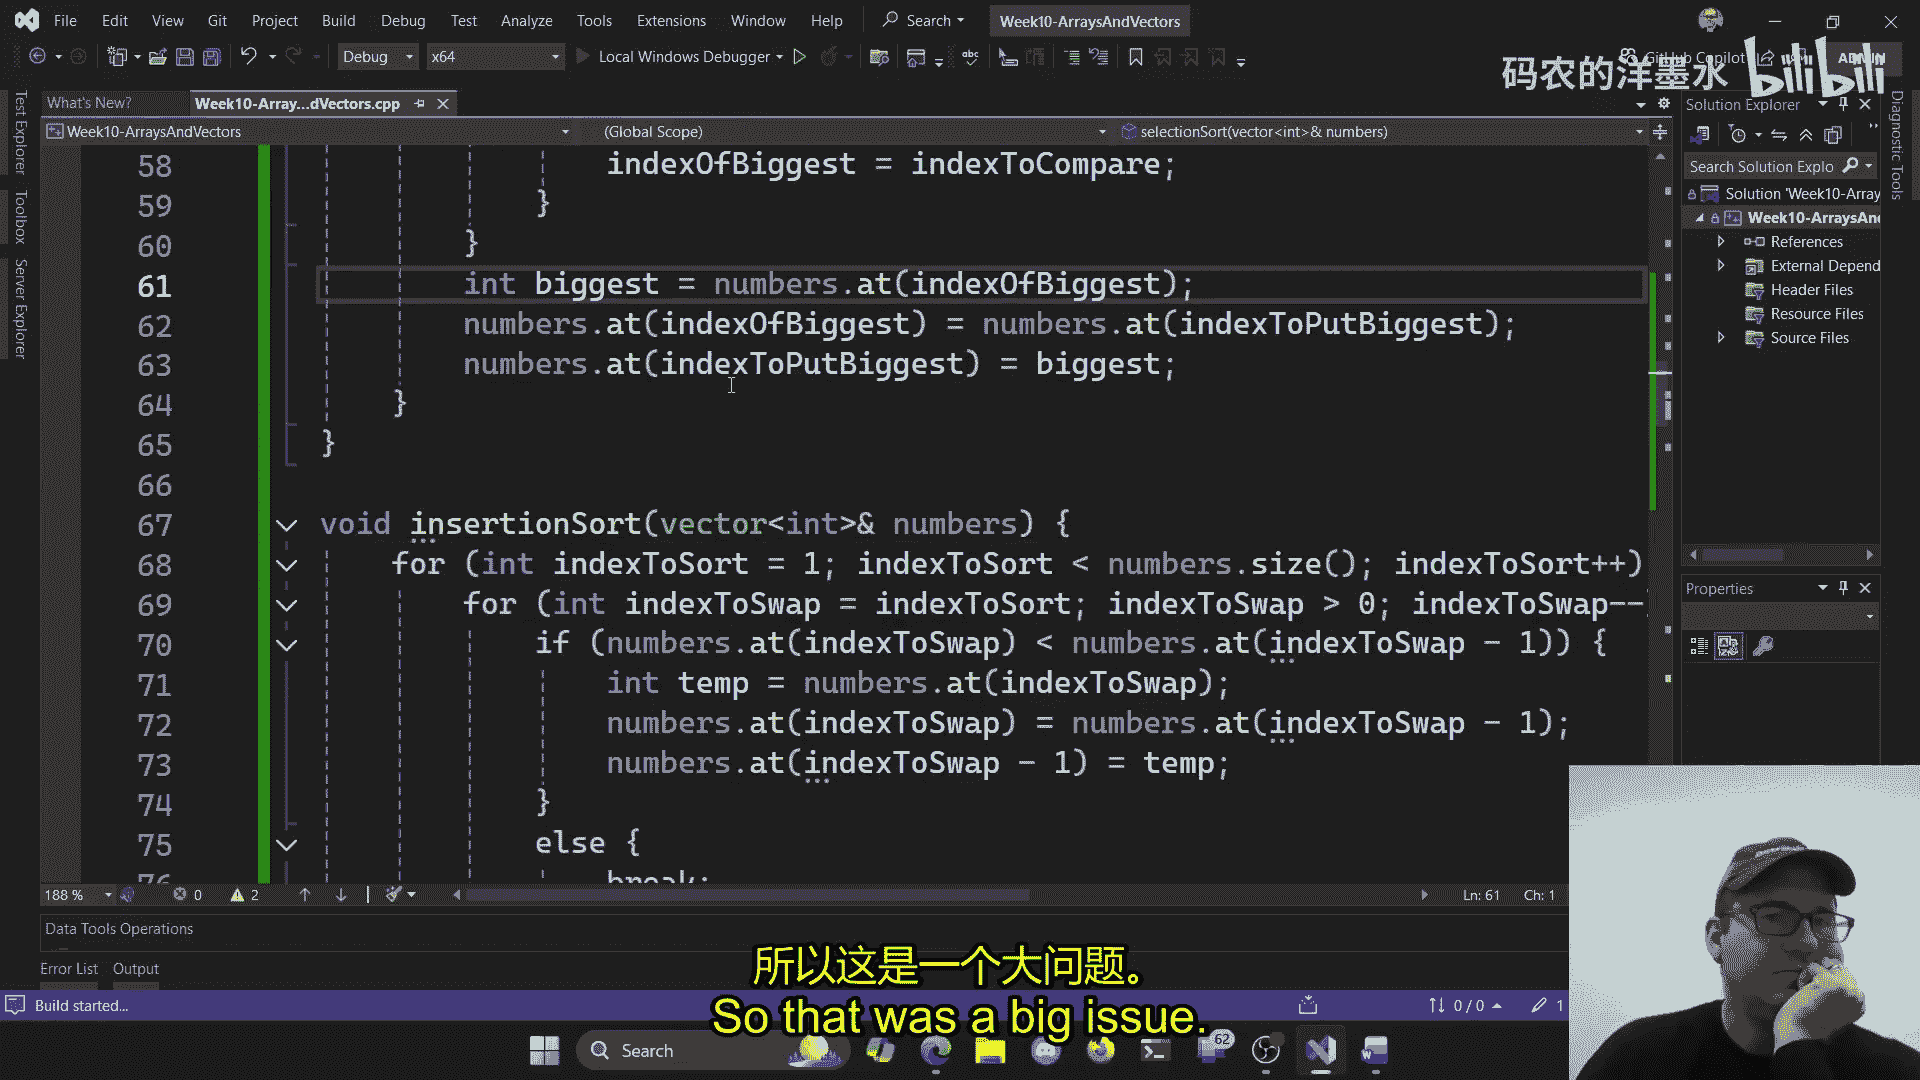 File Edit View Git Project Build Debug Test Analyze Tools Extensions Window Help Search Week10-ArraysAndVectors
Debug x64 Local Windows Debugger GitHub Copilot
码农的洋墨水 bilibili
What's New? Week10-Array...dVectors.cpp Solution Explorer
Week10-ArraysAndVectors (Global Scope) selectionSort(vector<int>& numbers)
Test Explorer
Toolbox
Server Explorer
Diagnostic Tools
58 indexOfBiggest = indexToCompare;
59 }
60 }
61 int biggest = numbers.at(indexOfBiggest);
62 numbers.at(indexOfBiggest) = numbers.at(indexToPutBiggest);
63 numbers.at(indexToPutBiggest) = biggest;
64 }
65 }
66
67 void insertionSort(vector<int>& numbers) {
68 for (int indexToSort = 1; indexToSort < numbers.size(); indexToSort++)
69 for (int indexToSwap = indexToSort; indexToSwap > 0; indexToSwap--
70 if (numbers.at(indexToSwap) < numbers.at(indexToSwap - 1)) {
71 int temp = numbers.at(indexToSwap);
72 numbers.at(indexToSwap) = numbers.at(indexToSwap - 1);
73 numbers.at(indexToSwap - 1) = temp;
74 }
75 else {
76 break;
Search Solution Explo
Solution 'Week10-Array
Week10-ArraysAn
References
External Depend
Header Files
Resource Files
Source Files
Properties
188 % 0 2 Ln: 61 Ch: 1
Data Tools Operations
Error List Output
Build started... 0 / 0 1
所以这是一个大问题。
So that was a big issue.
Search 62